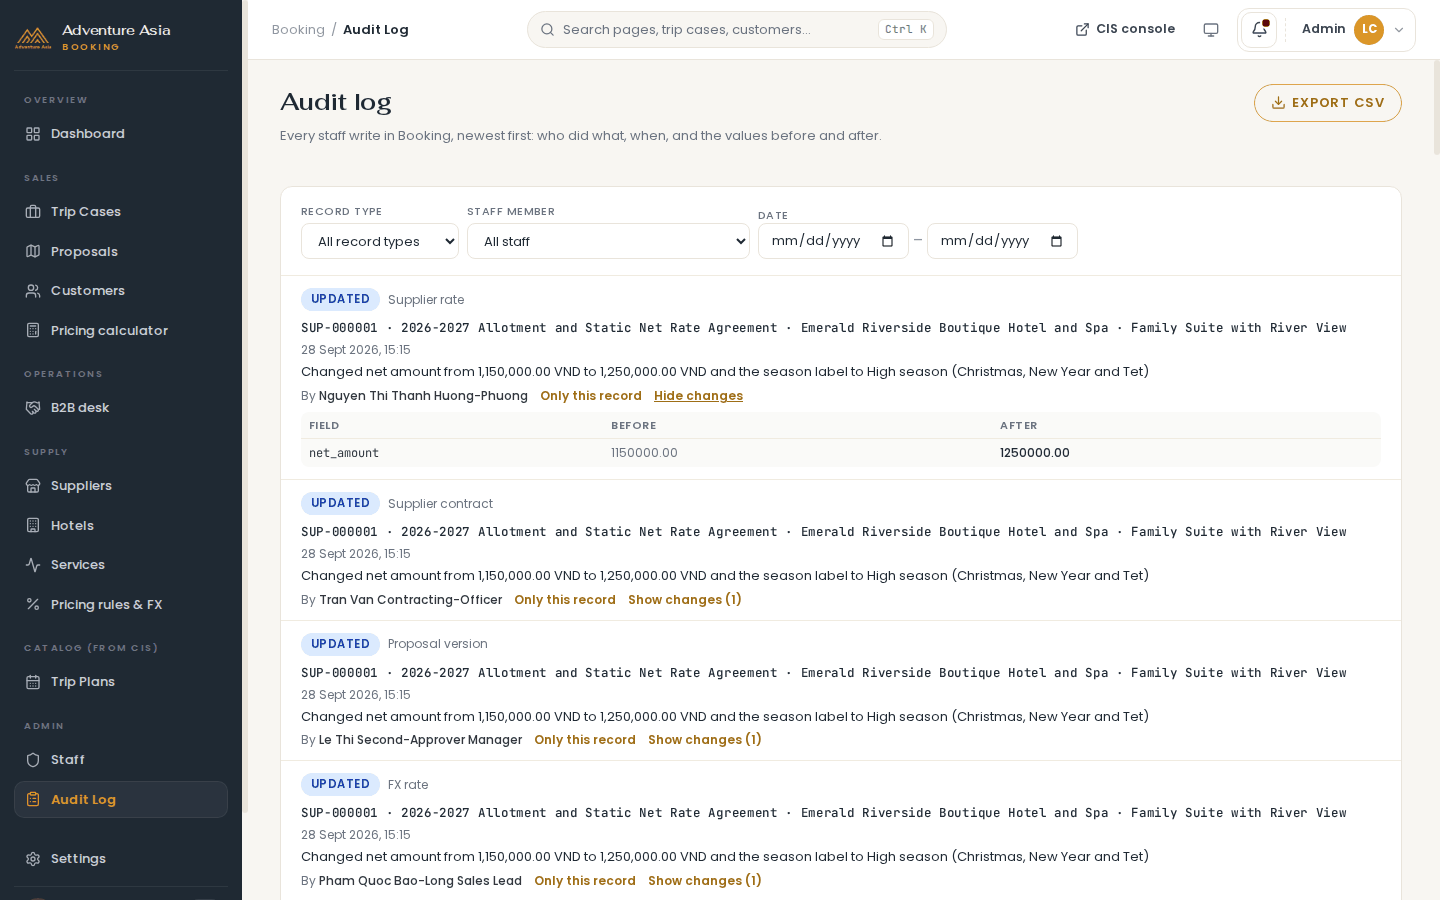 Adventure Asia
BOOKING
OVERVIEW
Dashboard
SALES
Trip Cases
Proposals
Customers
Pricing calculator
OPERATIONS
B2B desk
SUPPLY
Suppliers
Hotels
Services
Pricing rules & FX
CATALOG (FROM CIS)
Trip Plans
ADMIN
Staff
Audit Log
Settings
Booking / Audit Log
Search pages, trip cases, customers... Ctrl K
CIS console
Admin LC
Audit log
Every staff write in Booking, newest first: who did what, when, and the values before and after.
EXPORT CSV
RECORD TYPE STAFF MEMBER DATE
All record types All staff mm/dd/yyyy – mm/dd/yyyy
UPDATED Supplier rate
SUP-000001 · 2026-2027 Allotment and Static Net Rate Agreement · Emerald Riverside Boutique Hotel and Spa · Family Suite with River View
28 Sept 2026, 15:15
Changed net amount from 1,150,000.00 VND to 1,250,000.00 VND and the season label to High season (Christmas, New Year and Tet)
By Nguyen Thi Thanh Huong-Phuong Only this record Hide changes
FIELD BEFORE AFTER
net_amount 1150000.00 1250000.00
UPDATED Supplier contract
SUP-000001 · 2026-2027 Allotment and Static Net Rate Agreement · Emerald Riverside Boutique Hotel and Spa · Family Suite with River View
28 Sept 2026, 15:15
Changed net amount from 1,150,000.00 VND to 1,250,000.00 VND and the season label to High season (Christmas, New Year and Tet)
By Tran Van Contracting-Officer Only this record Show changes (1)
UPDATED Proposal version
SUP-000001 · 2026-2027 Allotment and Static Net Rate Agreement · Emerald Riverside Boutique Hotel and Spa · Family Suite with River View
28 Sept 2026, 15:15
Changed net amount from 1,150,000.00 VND to 1,250,000.00 VND and the season label to High season (Christmas, New Year and Tet)
By Le Thi Second-Approver Manager Only this record Show changes (1)
UPDATED FX rate
SUP-000001 · 2026-2027 Allotment and Static Net Rate Agreement · Emerald Riverside Boutique Hotel and Spa · Family Suite with River View
28 Sept 2026, 15:15
Changed net amount from 1,150,000.00 VND to 1,250,000.00 VND and the season label to High season (Christmas, New Year and Tet)
By Pham Quoc Bao-Long Sales Lead Only this record Show changes (1)